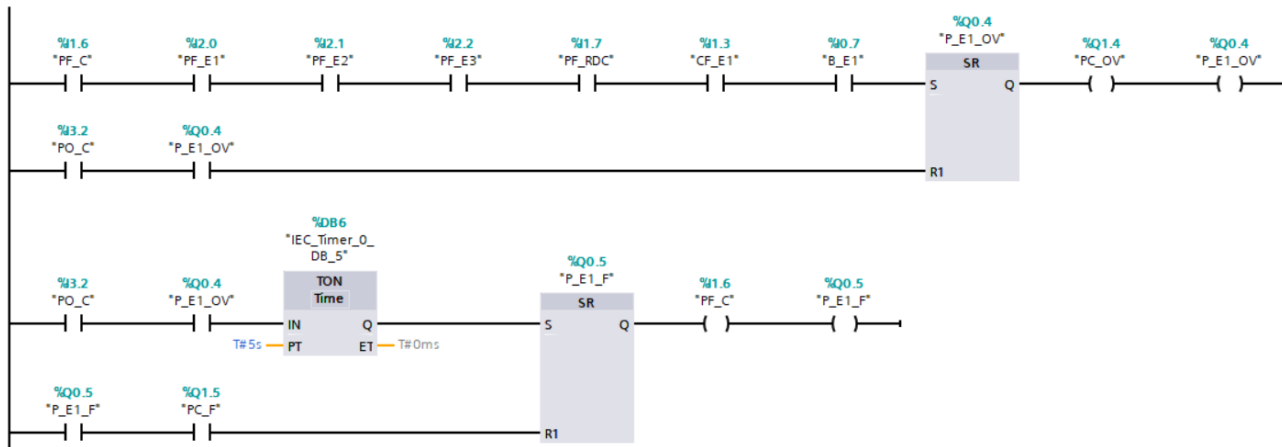 %I1.6 %I2.0 %I2.1 %I2.2 %I1.7 %I1.3 %I0.7 %Q0.4 %Q1.4 %Q0.4
"PF_C" "PF_E1" "PF_E2" "PF_E3" "PF_RDC" "CF_E1" "B_E1" "P_E1_OV" "PC_OV" "P_E1_OV"
SR
S Q
%I3.2 %Q0.4
"PO_C" "P_E1_OV"
R1
%DB6
"IEC_Timer_0_
DB_5"
%Q0.5
"P_E1_F"
%I3.2 %Q0.4 TON SR %I1.6 %Q0.5
"PO_C" "P_E1_OV" Time "PF_C" "P_E1_F"
IN Q S Q
T#5s PT ET T#0ms
%Q0.5 %Q1.5
"P_E1_F" "PC_F"
R1